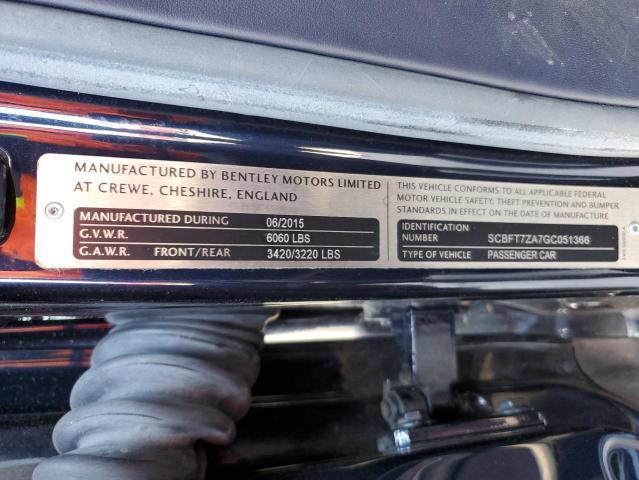 MANUFACTURED BY BENTLEY MOTORS LIMITED
AT CREWE, CHESHIRE, ENGLAND
MANUFACTURED DURING 06/2015
G.V.W.R. 6060 LBS
G.A.W.R. FRONT/REAR 3420/3220 LBS
THIS VEHICLE CONFORMS TO ALL APPLICABLE FEDERAL
MOTOR VEHICLE SAFETY, THEFT PREVENTION AND BUMPER
STANDARDS IN EFFECT ON THE DATE OF MANUFACTURE
IDENTIFICATION
NUMBER SCBFT7ZA7GC051366
TYPE OF VEHICLE PASSENGER CAR